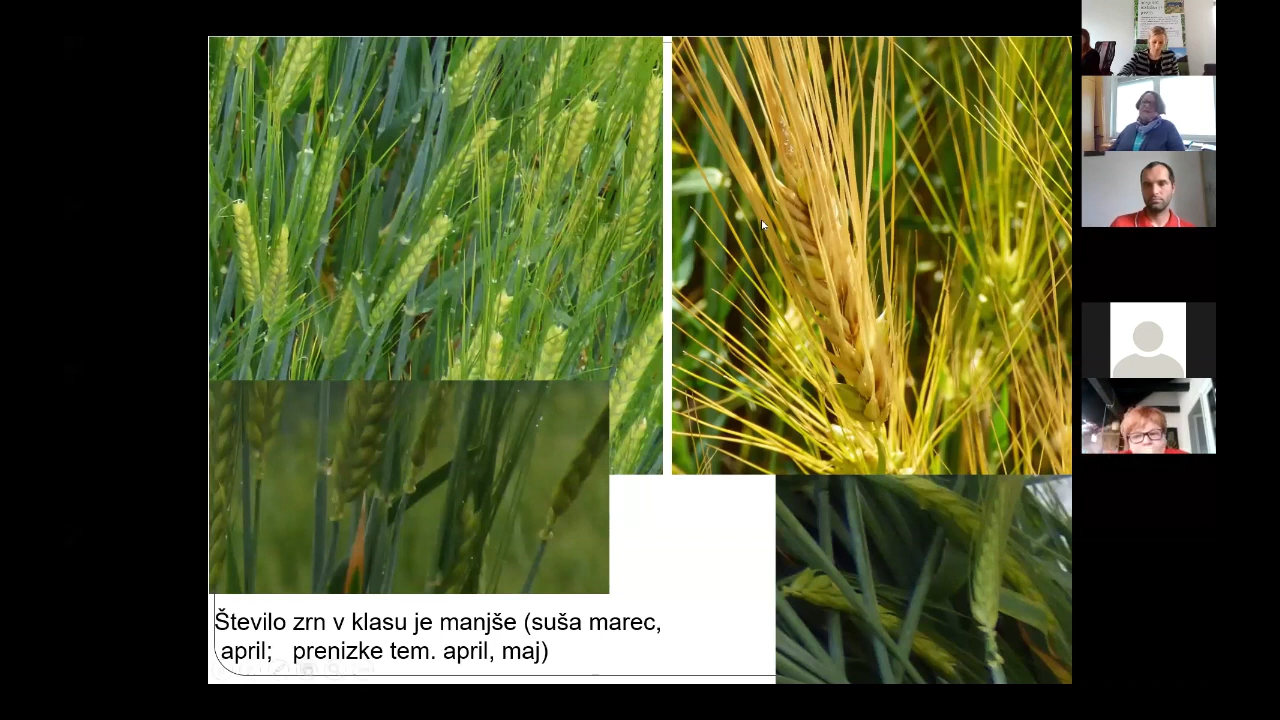 Število zrn v klasu je manjše (suša marec,
april; prenizke tem. april, maj)